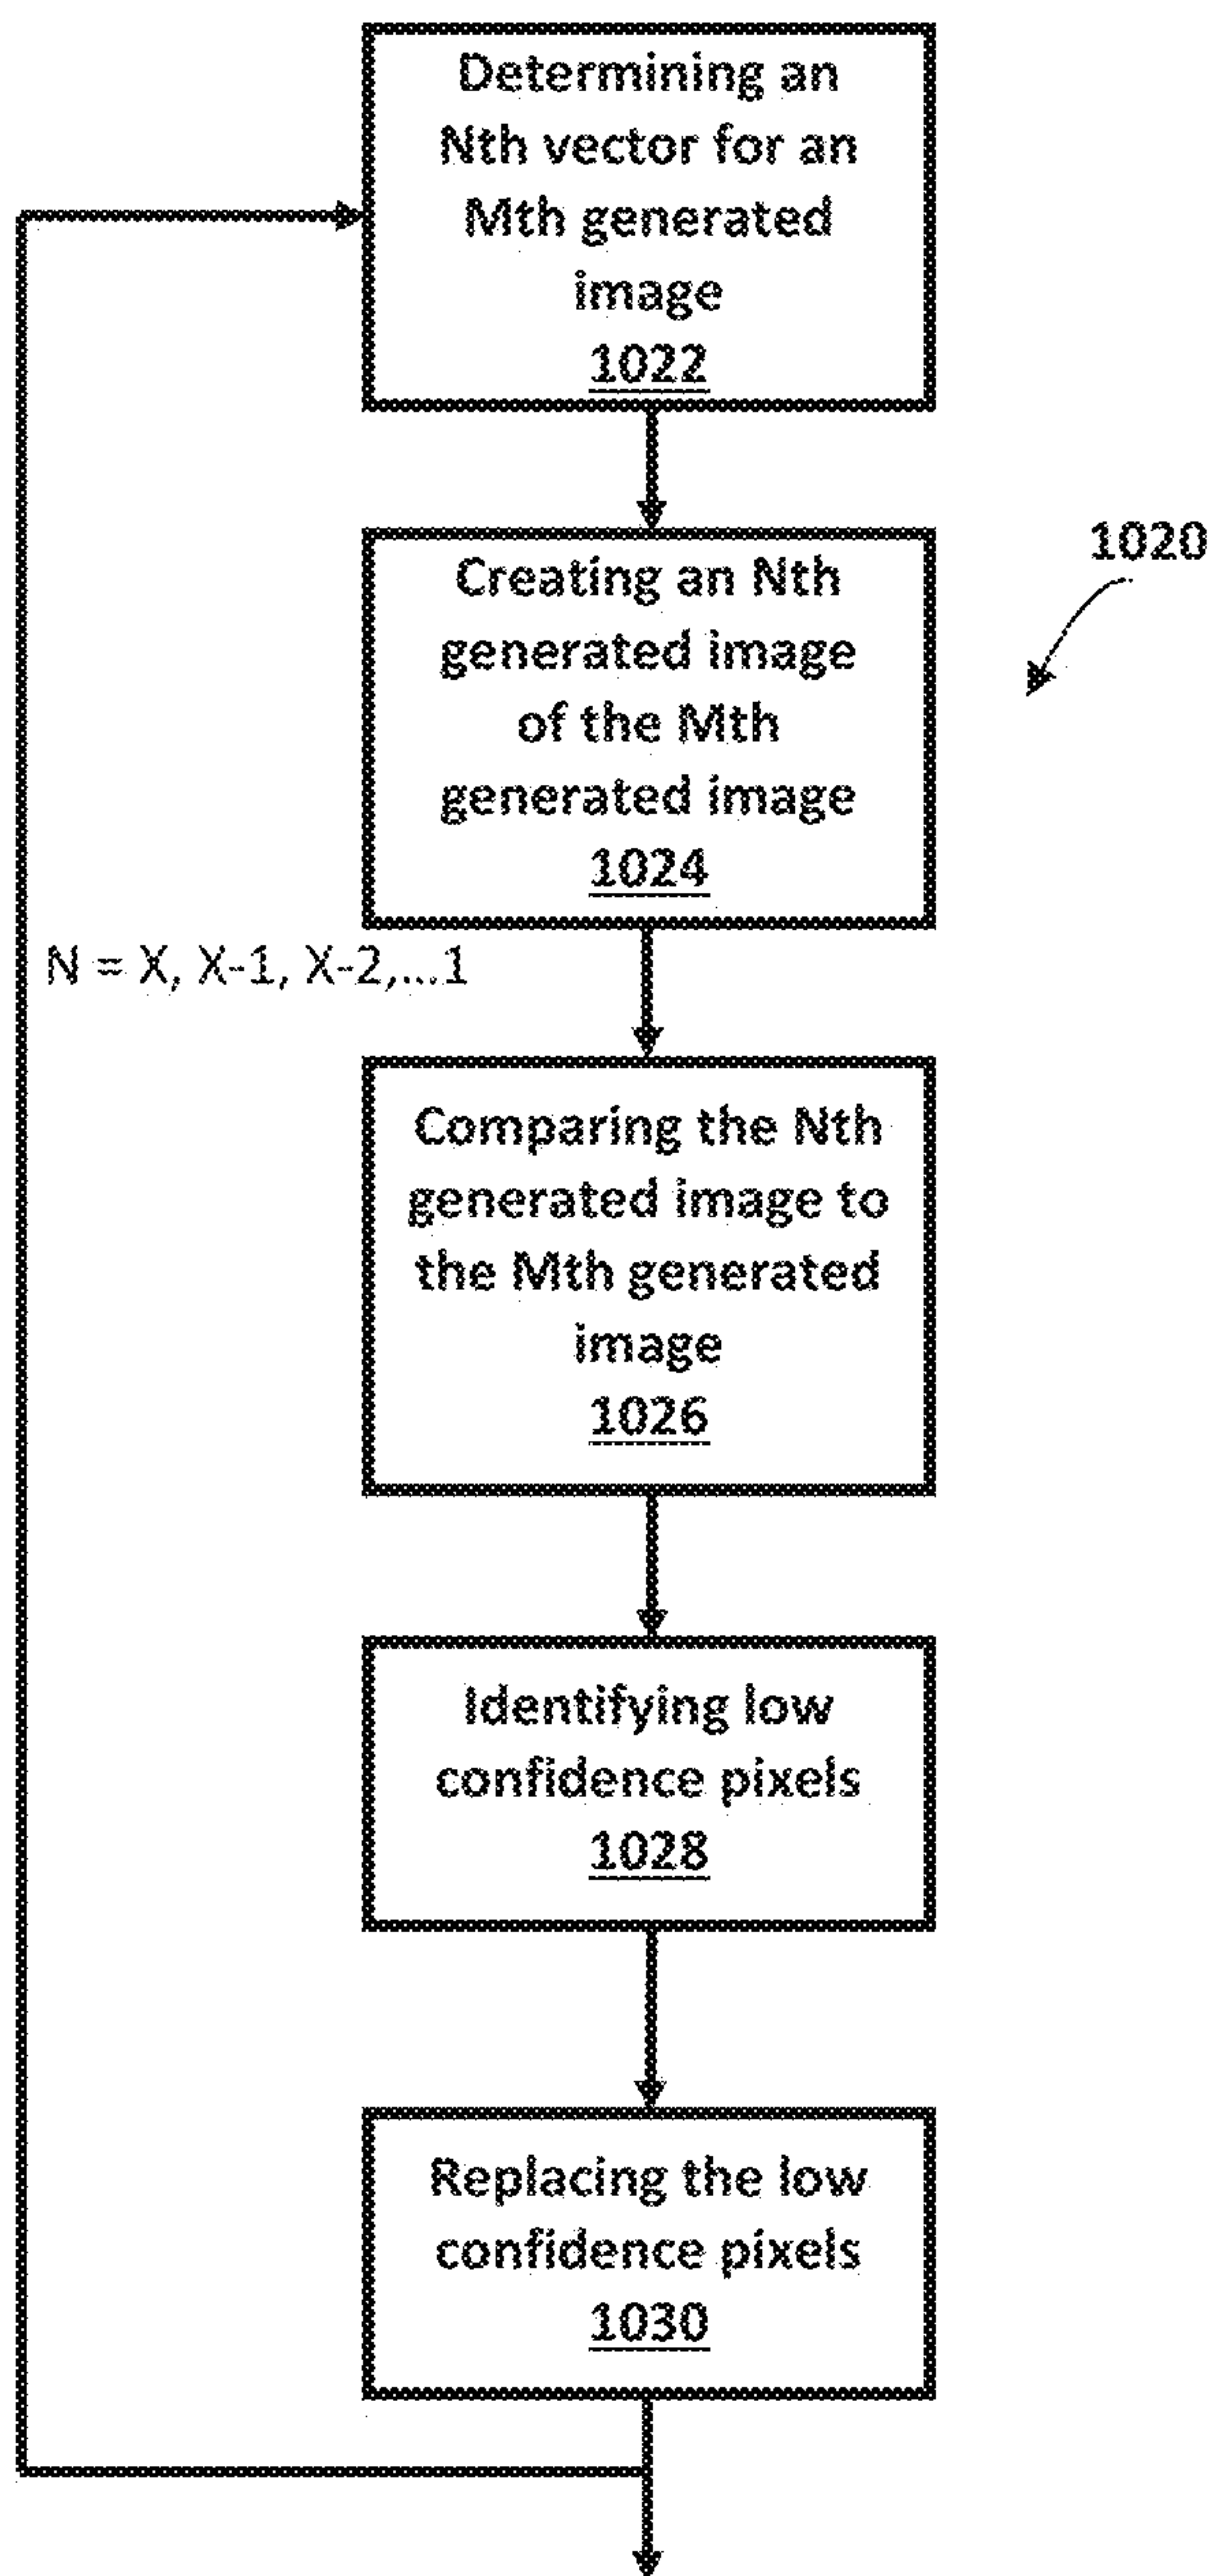 Determining an
Nth vector for an
Mth generated
image
1022
Creating an Nth
generated image
of the Mth
generated image
1024
1020
N = X, X-1, X-2,...1
Comparing the Nth
generated image to
the Mth generated
image
1026
Identifying low
confidence pixels
1028
Replacing the low
confidence pixels
1030